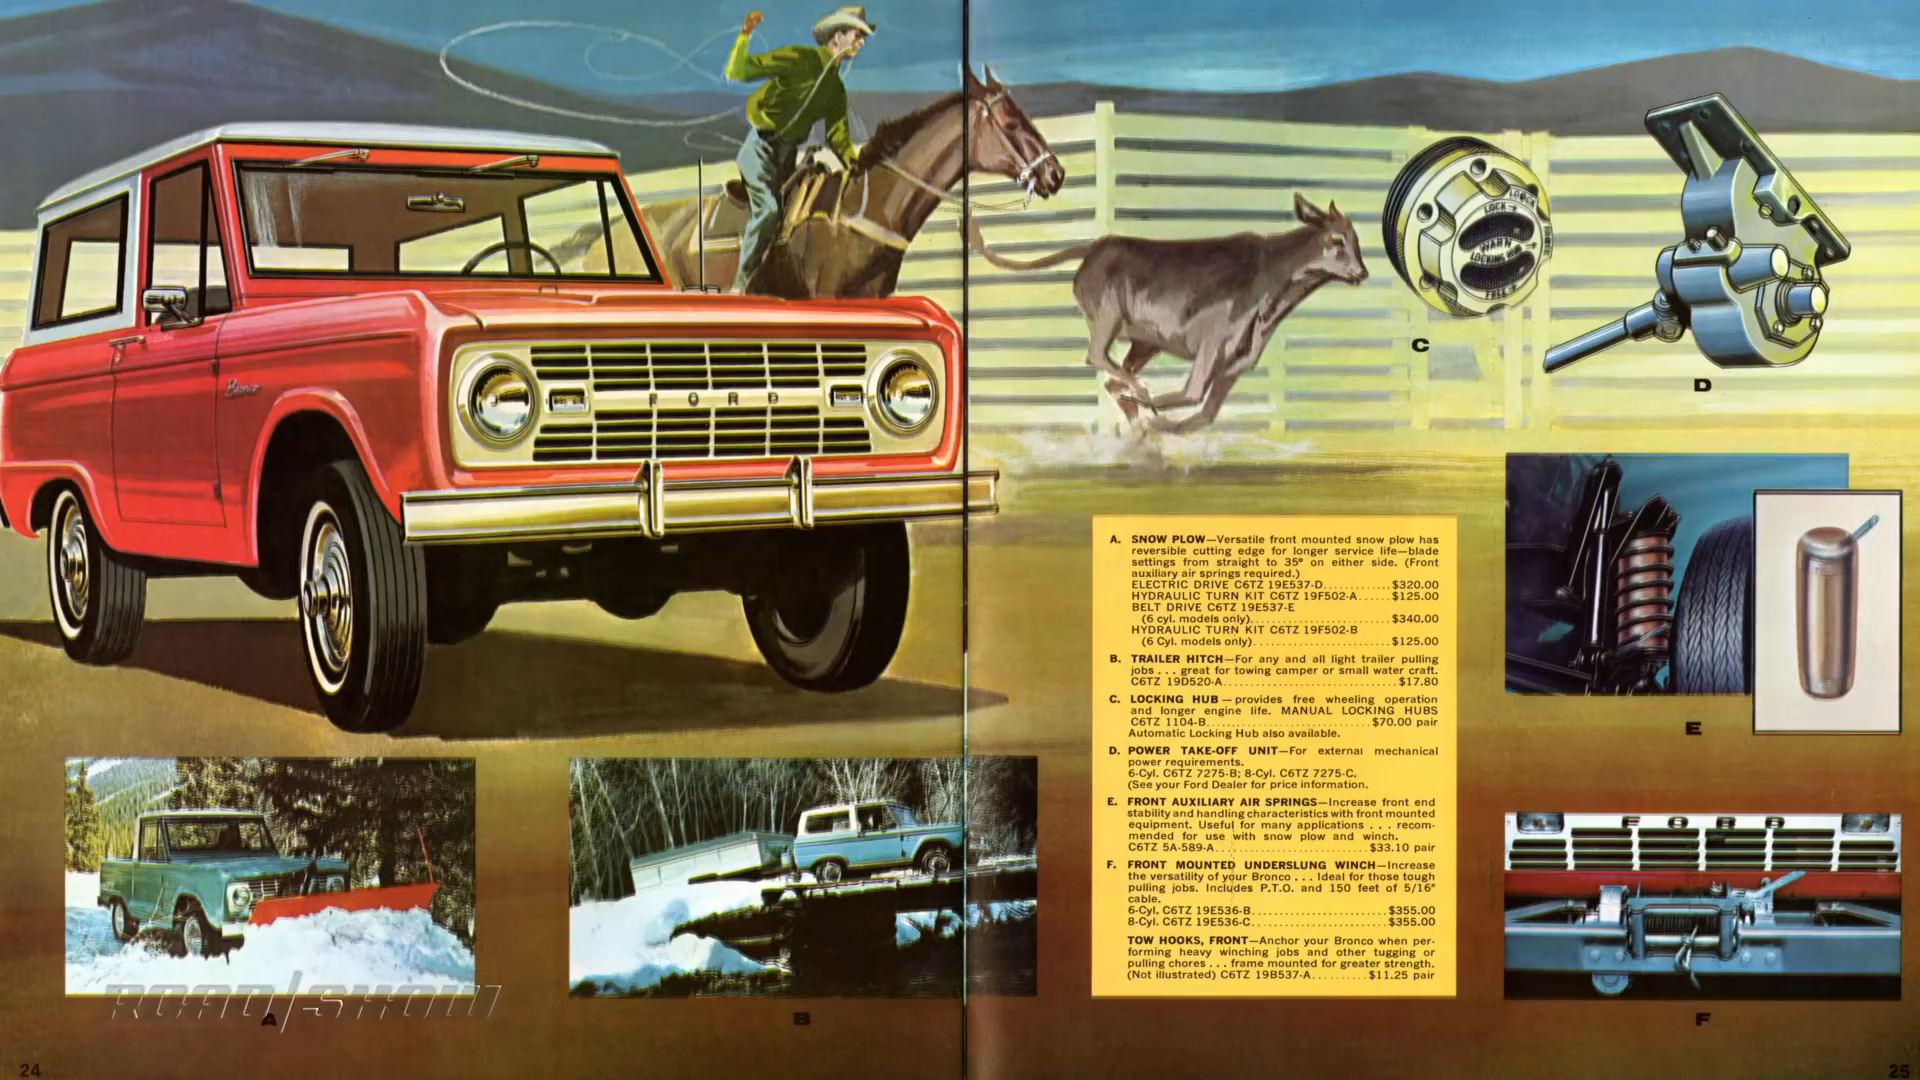 Bronco
FORD
LOCK
WARN
LOCKING HUB
FREE
C
D
A. SNOW PLOW—Versatile front mounted snow plow has
reversible cutting edge for longer service life—blade
settings from straight to 35° on either side. (Front
auxiliary air springs required.)
ELECTRIC DRIVE C6TZ 19E537-D............$320.00
HYDRAULIC TURN KIT C6TZ 19F502-A......$125.00
BELT DRIVE C6TZ 19E537-E
(6 cyl. models only).........................$340.00
HYDRAULIC TURN KIT C6TZ 19F502-B
(6 Cyl. models only).........................$125.00
B. TRAILER HITCH—For any and all light trailer pulling
jobs . . . great for towing camper or small water craft.
C6TZ 19D520-A...............................$17.80
C. LOCKING HUB — provides free wheeling operation
and longer engine life. MANUAL LOCKING HUBS
C6TZ 1104-B.............................$70.00 pair
Automatic Locking Hub also available.
D. POWER TAKE-OFF UNIT—For external mechanical
power requirements.
6-Cyl. C6TZ 7275-B; 8-Cyl. C6TZ 7275-C.
(See your Ford Dealer for price information.
E. FRONT AUXILIARY AIR SPRINGS—Increase front end
stability and handling characteristics with front mounted
equipment. Useful for many applications . . . recom-
mended for use with snow plow and winch.
C6TZ 5A-589-A...........................$33.10 pair
F. FRONT MOUNTED UNDERSLUNG WINCH—Increase
the versatility of your Bronco . . . Ideal for those tough
pulling jobs. Includes P.T.O. and 150 feet of 5/16"
cable.
6-Cyl. C6TZ 19E536-B........................$355.00
8-Cyl. C6TZ 19E536-C........................$355.00
TOW HOOKS, FRONT—Anchor your Bronco when per-
forming heavy winching jobs and other tugging or
pulling chores . . . frame mounted for greater strength.
(Not illustrated) C6TZ 19B537-A..........$11.25 pair
E
FORD
ROAD/SHOW
A
B
F
24
25